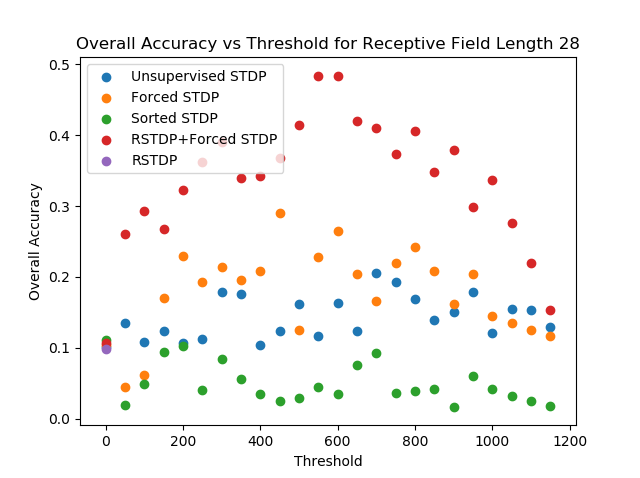 Overall Accuracy vs Threshold for Receptive Field Length 28
Unsupervised STDP
Forced STDP
Sorted STDP
RSTDP+Forced STDP
RSTDP
Overall Accuracy
0.5
0.4
0.3
0.2
0.1
0.0
0 200 400 600 800 1000 1200
Threshold